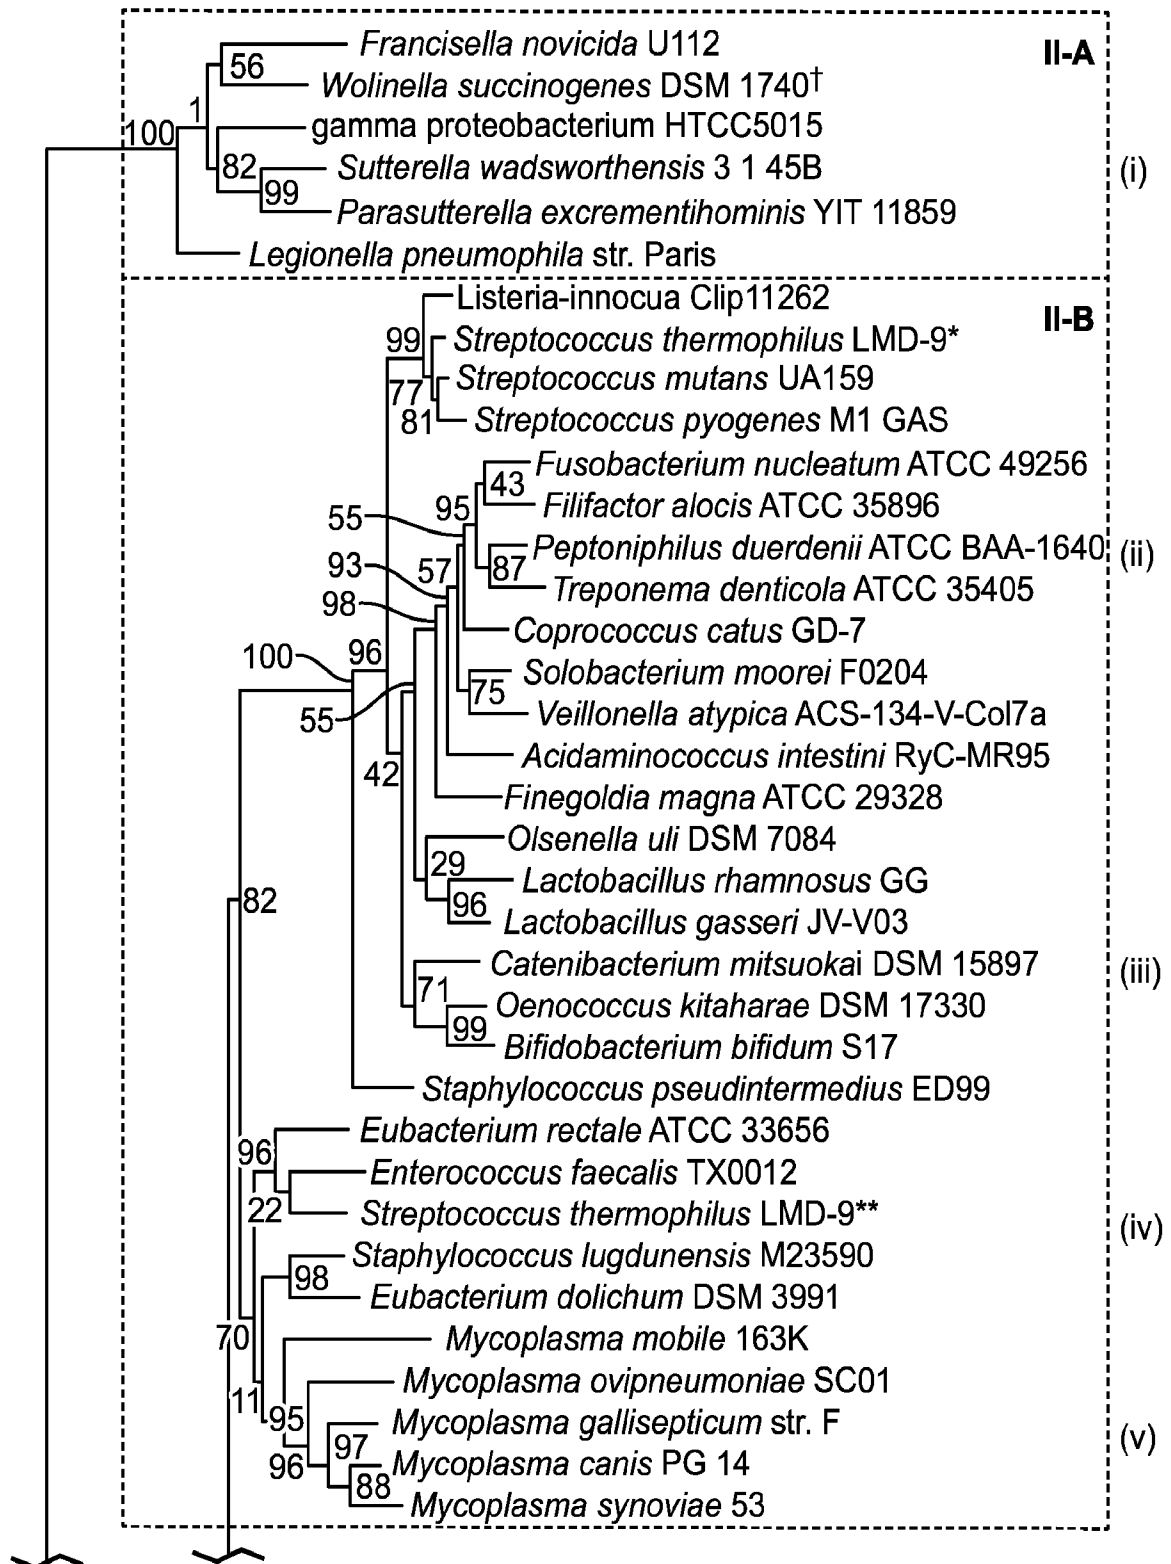 Francisella novicida U112
II-A
56
Wolinella succinogenes DSM 1740†
1
gamma proteobacterium HTCC5015
100
82
Sutterella wadsworthensis 3 1 45B
(i)
99
Parasutterella excrementihominis YIT 11859
Legionella pneumophila str. Paris
Listeria-innocua Clip11262
II-B
99
Streptococcus thermophilus LMD-9*
77
Streptococcus mutans UA159
81
Streptococcus pyogenes M1 GAS
Fusobacterium nucleatum ATCC 49256
43
95
Filifactor alocis ATCC 35896
55
Peptoniphilus duerdenii ATCC BAA-1640
(ii)
93
57
87
Treponema denticola ATCC 35405
98
Coprococcus catus GD-7
100
96
Solobacterium moorei F0204
75
55
Veillonella atypica ACS-134-V-Col7a
Acidaminococcus intestini RyC-MR95
42
Finegoldia magna ATCC 29328
Olsenella uli DSM 7084
29
Lactobacillus rhamnosus GG
82
96
Lactobacillus gasseri JV-V03
Catenibacterium mitsuokai DSM 15897
(iii)
71
Oenococcus kitaharae DSM 17330
99
Bifidobacterium bifidum S17
Staphylococcus pseudintermedius ED99
Eubacterium rectale ATCC 33656
96
Enterococcus faecalis TX0012
22
Streptococcus thermophilus LMD-9**
(iv)
Staphylococcus lugdunensis M23590
98
Eubacterium dolichum DSM 3991
70
Mycoplasma mobile 163K
Mycoplasma ovipneumoniae SC01
11
95
Mycoplasma gallisepticum str. F
97
(v)
96
Mycoplasma canis PG 14
88
Mycoplasma synoviae 53